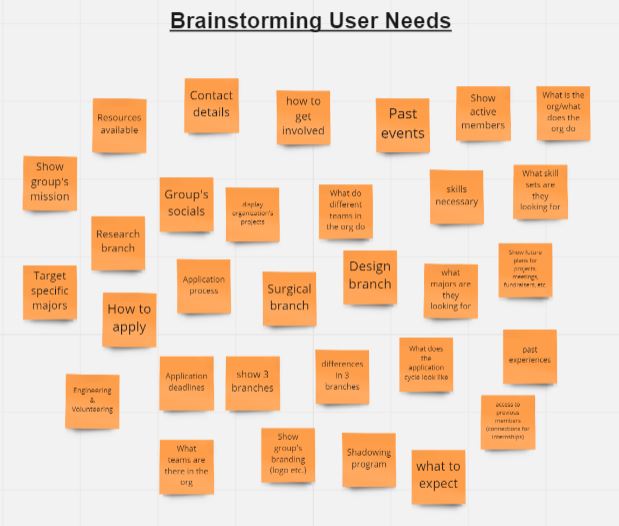 Brainstorming User Needs
Resources
available
Contact
details
how to
get
involved
Past
events
Show
active
members
What is the
org/what
does the
org do
Show
group's
mission
Group's
socials
display
organization's
projects
What do
different
teams in
the org do
skills
necessary
What skill
sets are
they
looking for
Research
branch
Target
specific
majors
How to
apply
Application
process
Surgical
branch
Design
branch
what
majors are
they
looking for
Show future
plans for
projects,
meetings,
fundraisers, etc.
Engineering
&
Volunteering
Application
deadlines
show 3
branches
differences
in 3
branches
What does
the
application
cycle look like
past
experiences
access to
previous
members
(connections for
internships)
What
teams are
there in the
org
Show
group's
branding
(logo etc.)
Shadowing
program
what to
expect